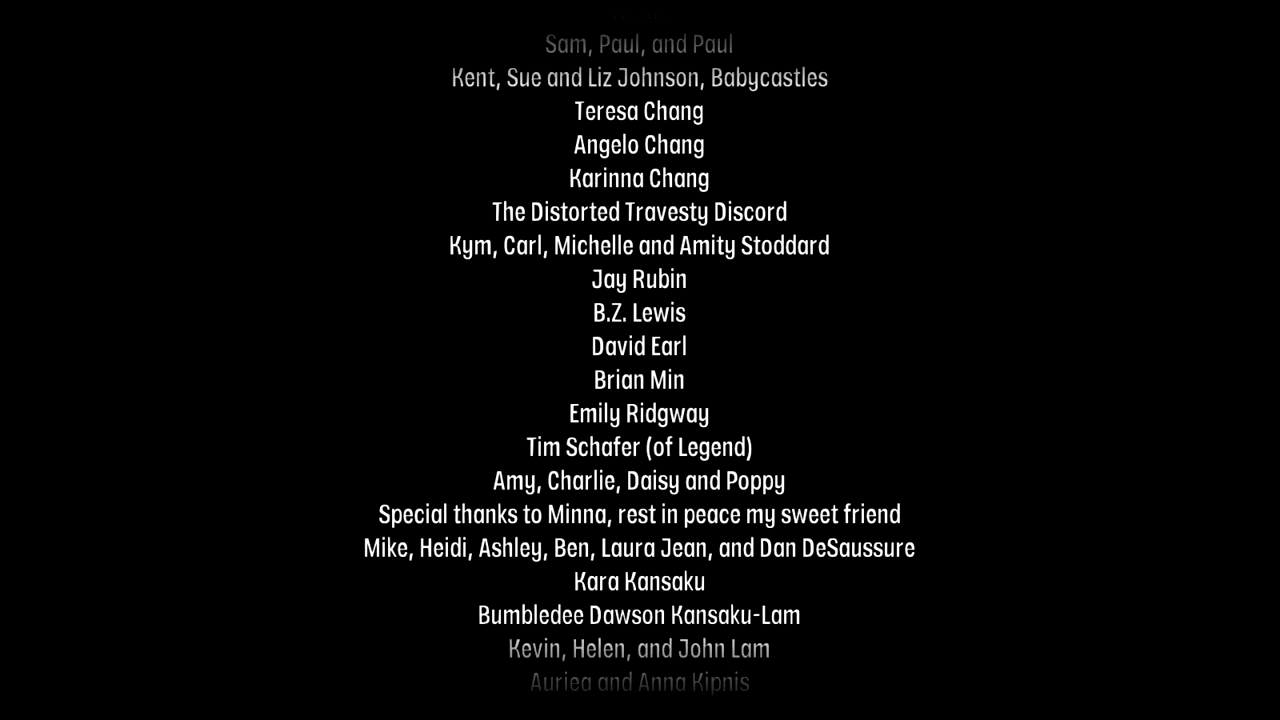 Sam, Paul, and Paul
Kent, Sue and Liz Johnson, Babycastles
Teresa Chang
Angelo Chang
Karinna Chang
The Distorted Travesty Discord
Kym, Carl, Michelle and Amity Stoddard
Jay Rubin
B.Z. Lewis
David Earl
Brian Min
Emily Ridgway
Tim Schafer (of Legend)
Amy, Charlie, Daisy and Poppy
Special thanks to Minna, rest in peace my sweet friend
Mike, Heidi, Ashley, Ben, Laura Jean, and Dan DeSaussure
Kara Kansaku
Bumbledee Dawson Kansaku-Lam
Kevin, Helen, and John Lam
Auriea and Anna Kipnis